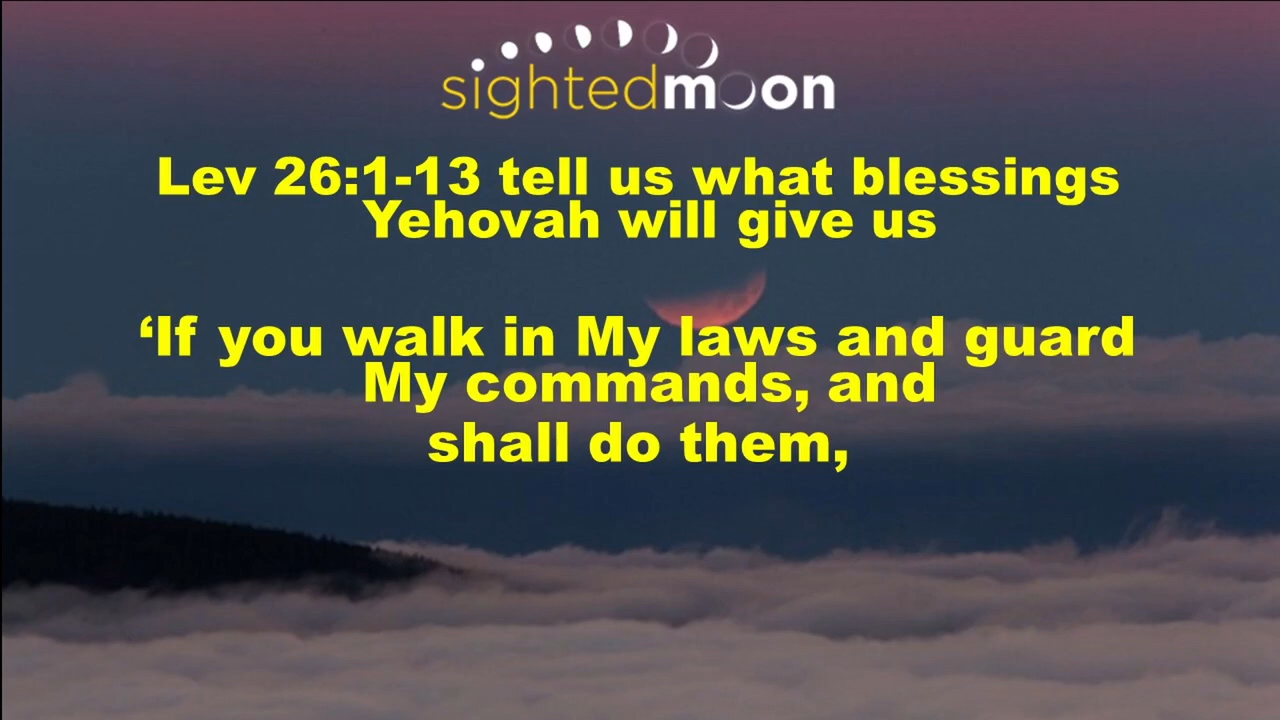 sightedmoon
Lev 26:1-13 tell us what blessings
Yehovah will give us
‘If you walk in My laws and guard
My commands, and
shall do them,